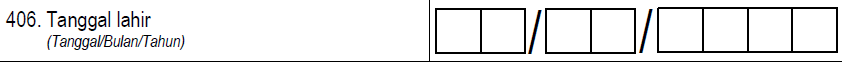 406. Tanggal lahir
(Tanggal/Bulan/Tahun)
/ /